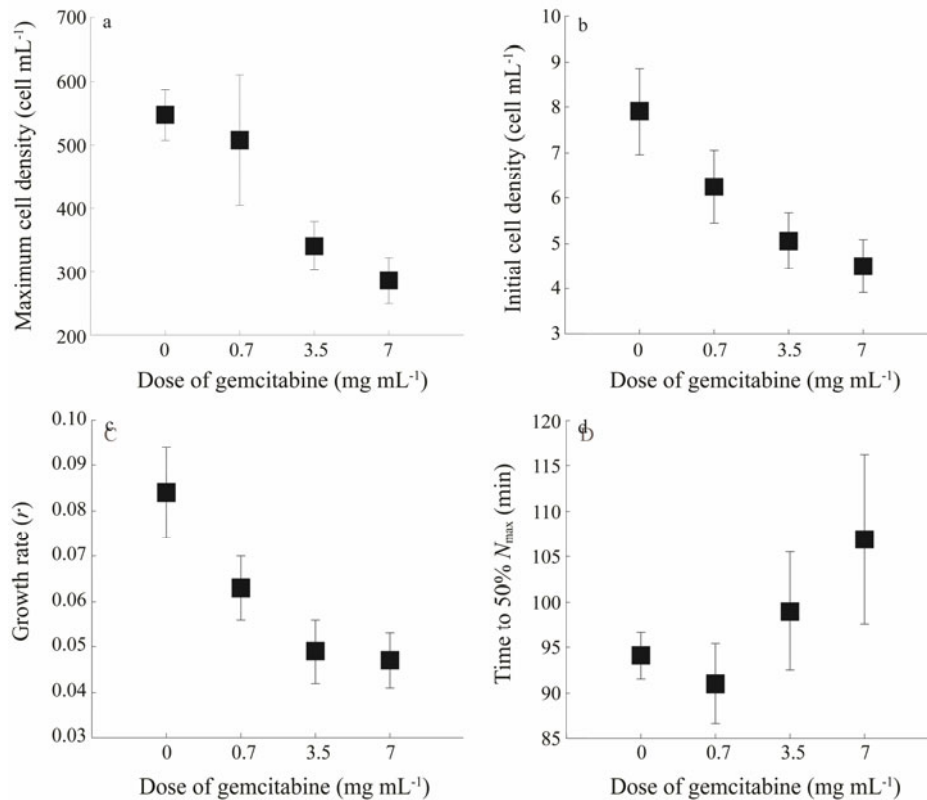 a
Maximum cell density (cell mL⁻¹)
700
600
500
400
300
200
0 0.7 3.5 7
Dose of gemcitabine (mg mL⁻¹)
b
Initial cell density (cell mL⁻¹)
10
9
8
7
6
5
4
3
0 0.7 3.5 7
Dose of gemcitabine (mg mL⁻¹)
c
C
Growth rate (r)
0.10
0.09
0.08
0.07
0.06
0.05
0.04
0.03
0 0.7 3.5 7
Dose of gemcitabine (mg mL⁻¹)
d
D
Time to 50% Nmax (min)
120
115
110
105
100
95
90
85
0 0.7 3.5 7
Dose of gemcitabine (mg mL⁻¹)